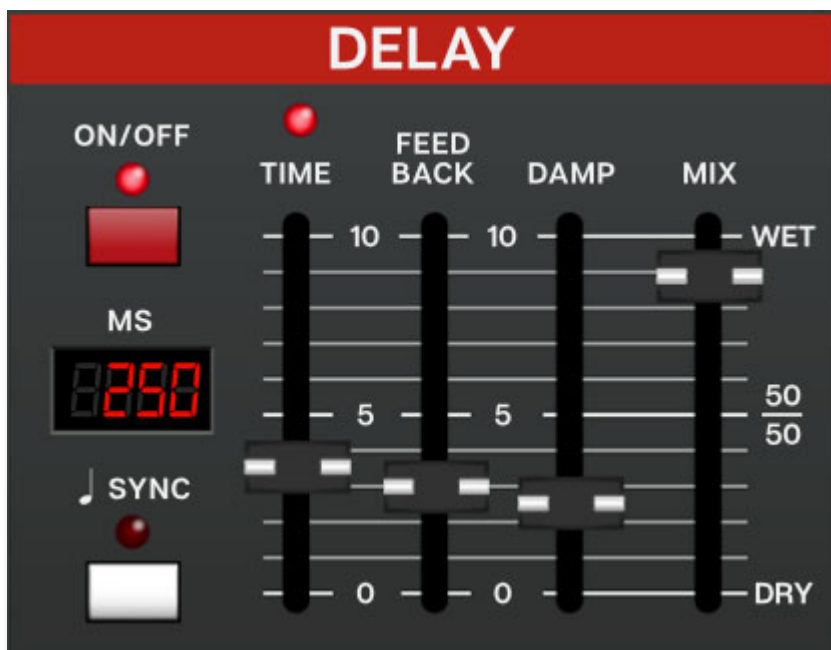 DELAY
ON/OFF
TIME
FEED
BACK
DAMP
MIX
10
10
WET
MS
250
5
5
50
50
♩ SYNC
0
0
DRY